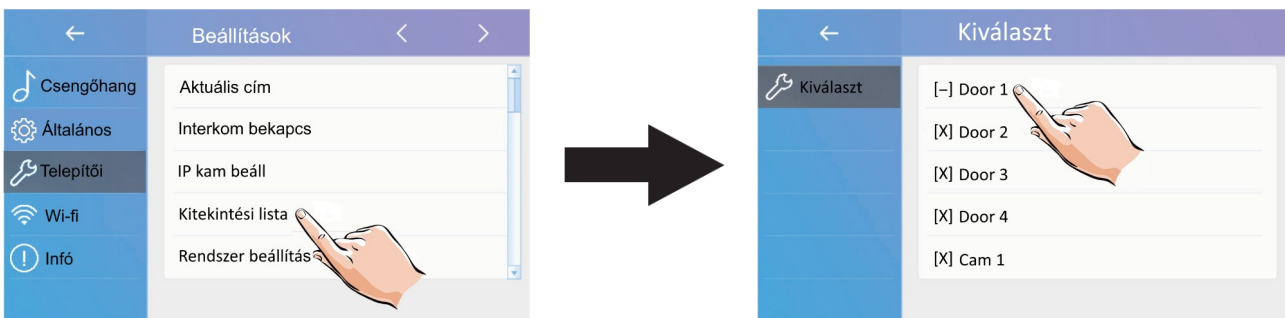 Beállítások
Csengőhang
Általános
Telepítői
Wi-fi
Infó
Aktuális cím
Interkom bekapcs
IP kam beáll
Kitekintési lista
Rendszer beállítás
Kiválaszt
Kiválaszt
[–] Door 1
[X] Door 2
[X] Door 3
[X] Door 4
[X] Cam 1